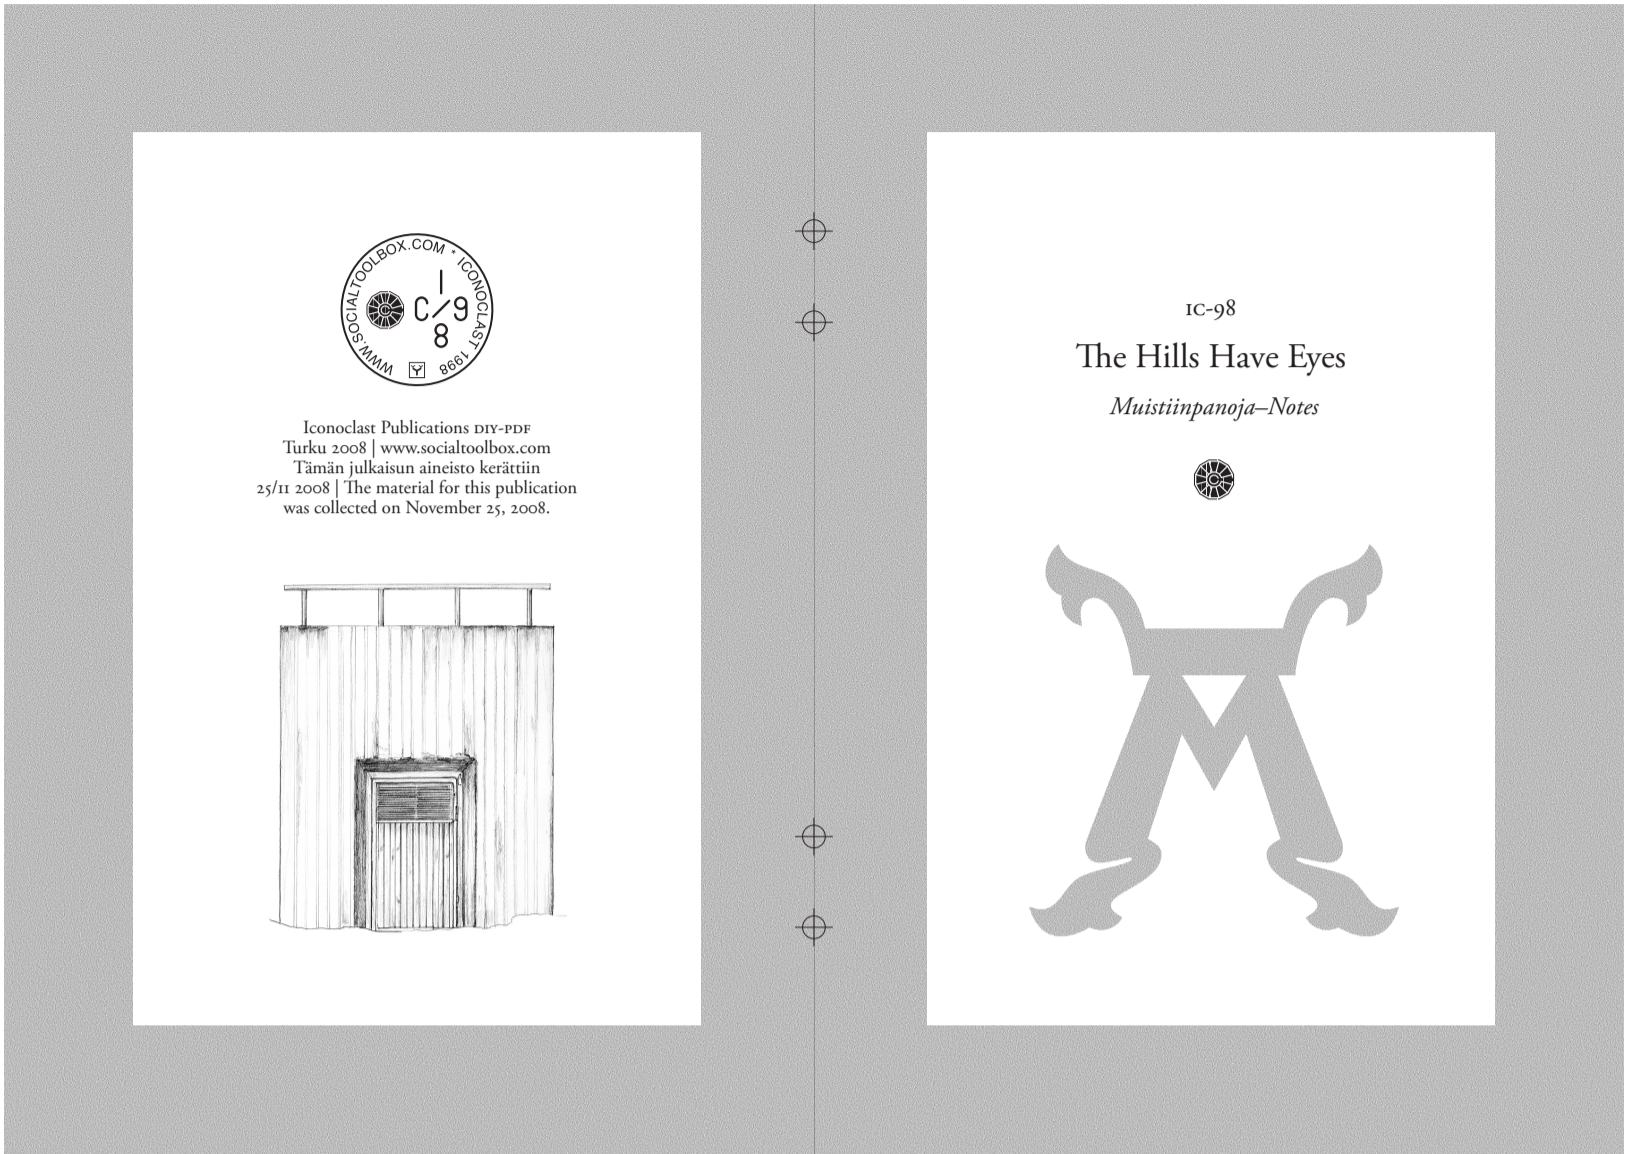 WWW.SOCIALTOOLBOX.COM * ICONOCLAST 1998
I
C/9
8
Iconoclast Publications DIY-PDF
Turku 2008 | www.socialtoolbox.com
Tämän julkaisun aineisto kerättiin
25/11 2008 | The material for this publication
was collected on November 25, 2008.
IC-98
The Hills Have Eyes
Muistiinpanoja–Notes
C
M